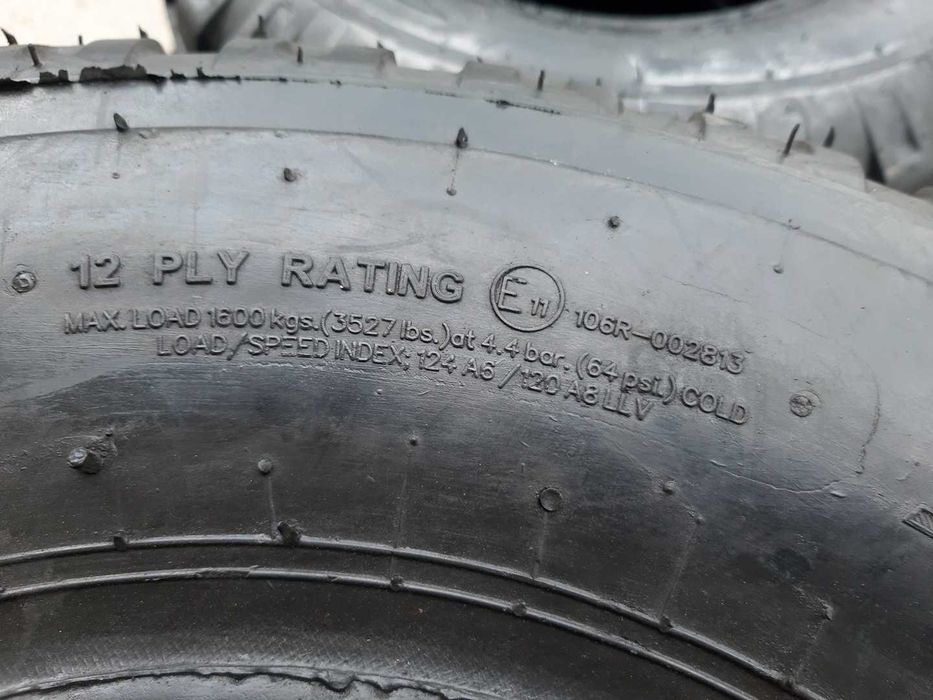 12 PLY RATING E 11 106R-002813
MAX. LOAD 1600 kgs.(3527 lbs.)at 4.4 bar. (64 psi.) COLD
LOAD/SPEED INDEX; 124 A6 / 120 A8 LLV